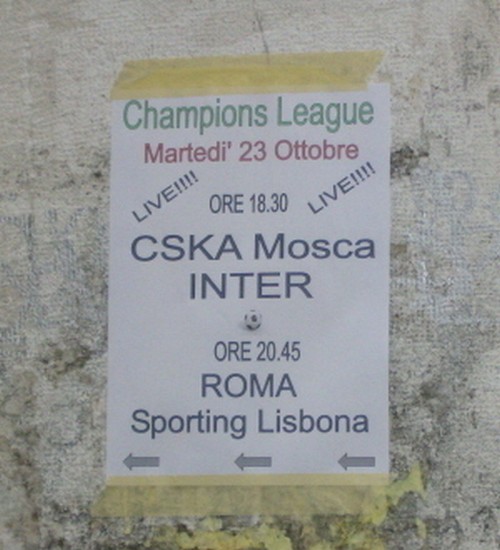 Champions League
Martedi' 23 Ottobre
LIVE!!!! LIVE!!!!
ORE 18.30
CSKA Mosca
INTER
ORE 20.45
ROMA
Sporting Lisbona